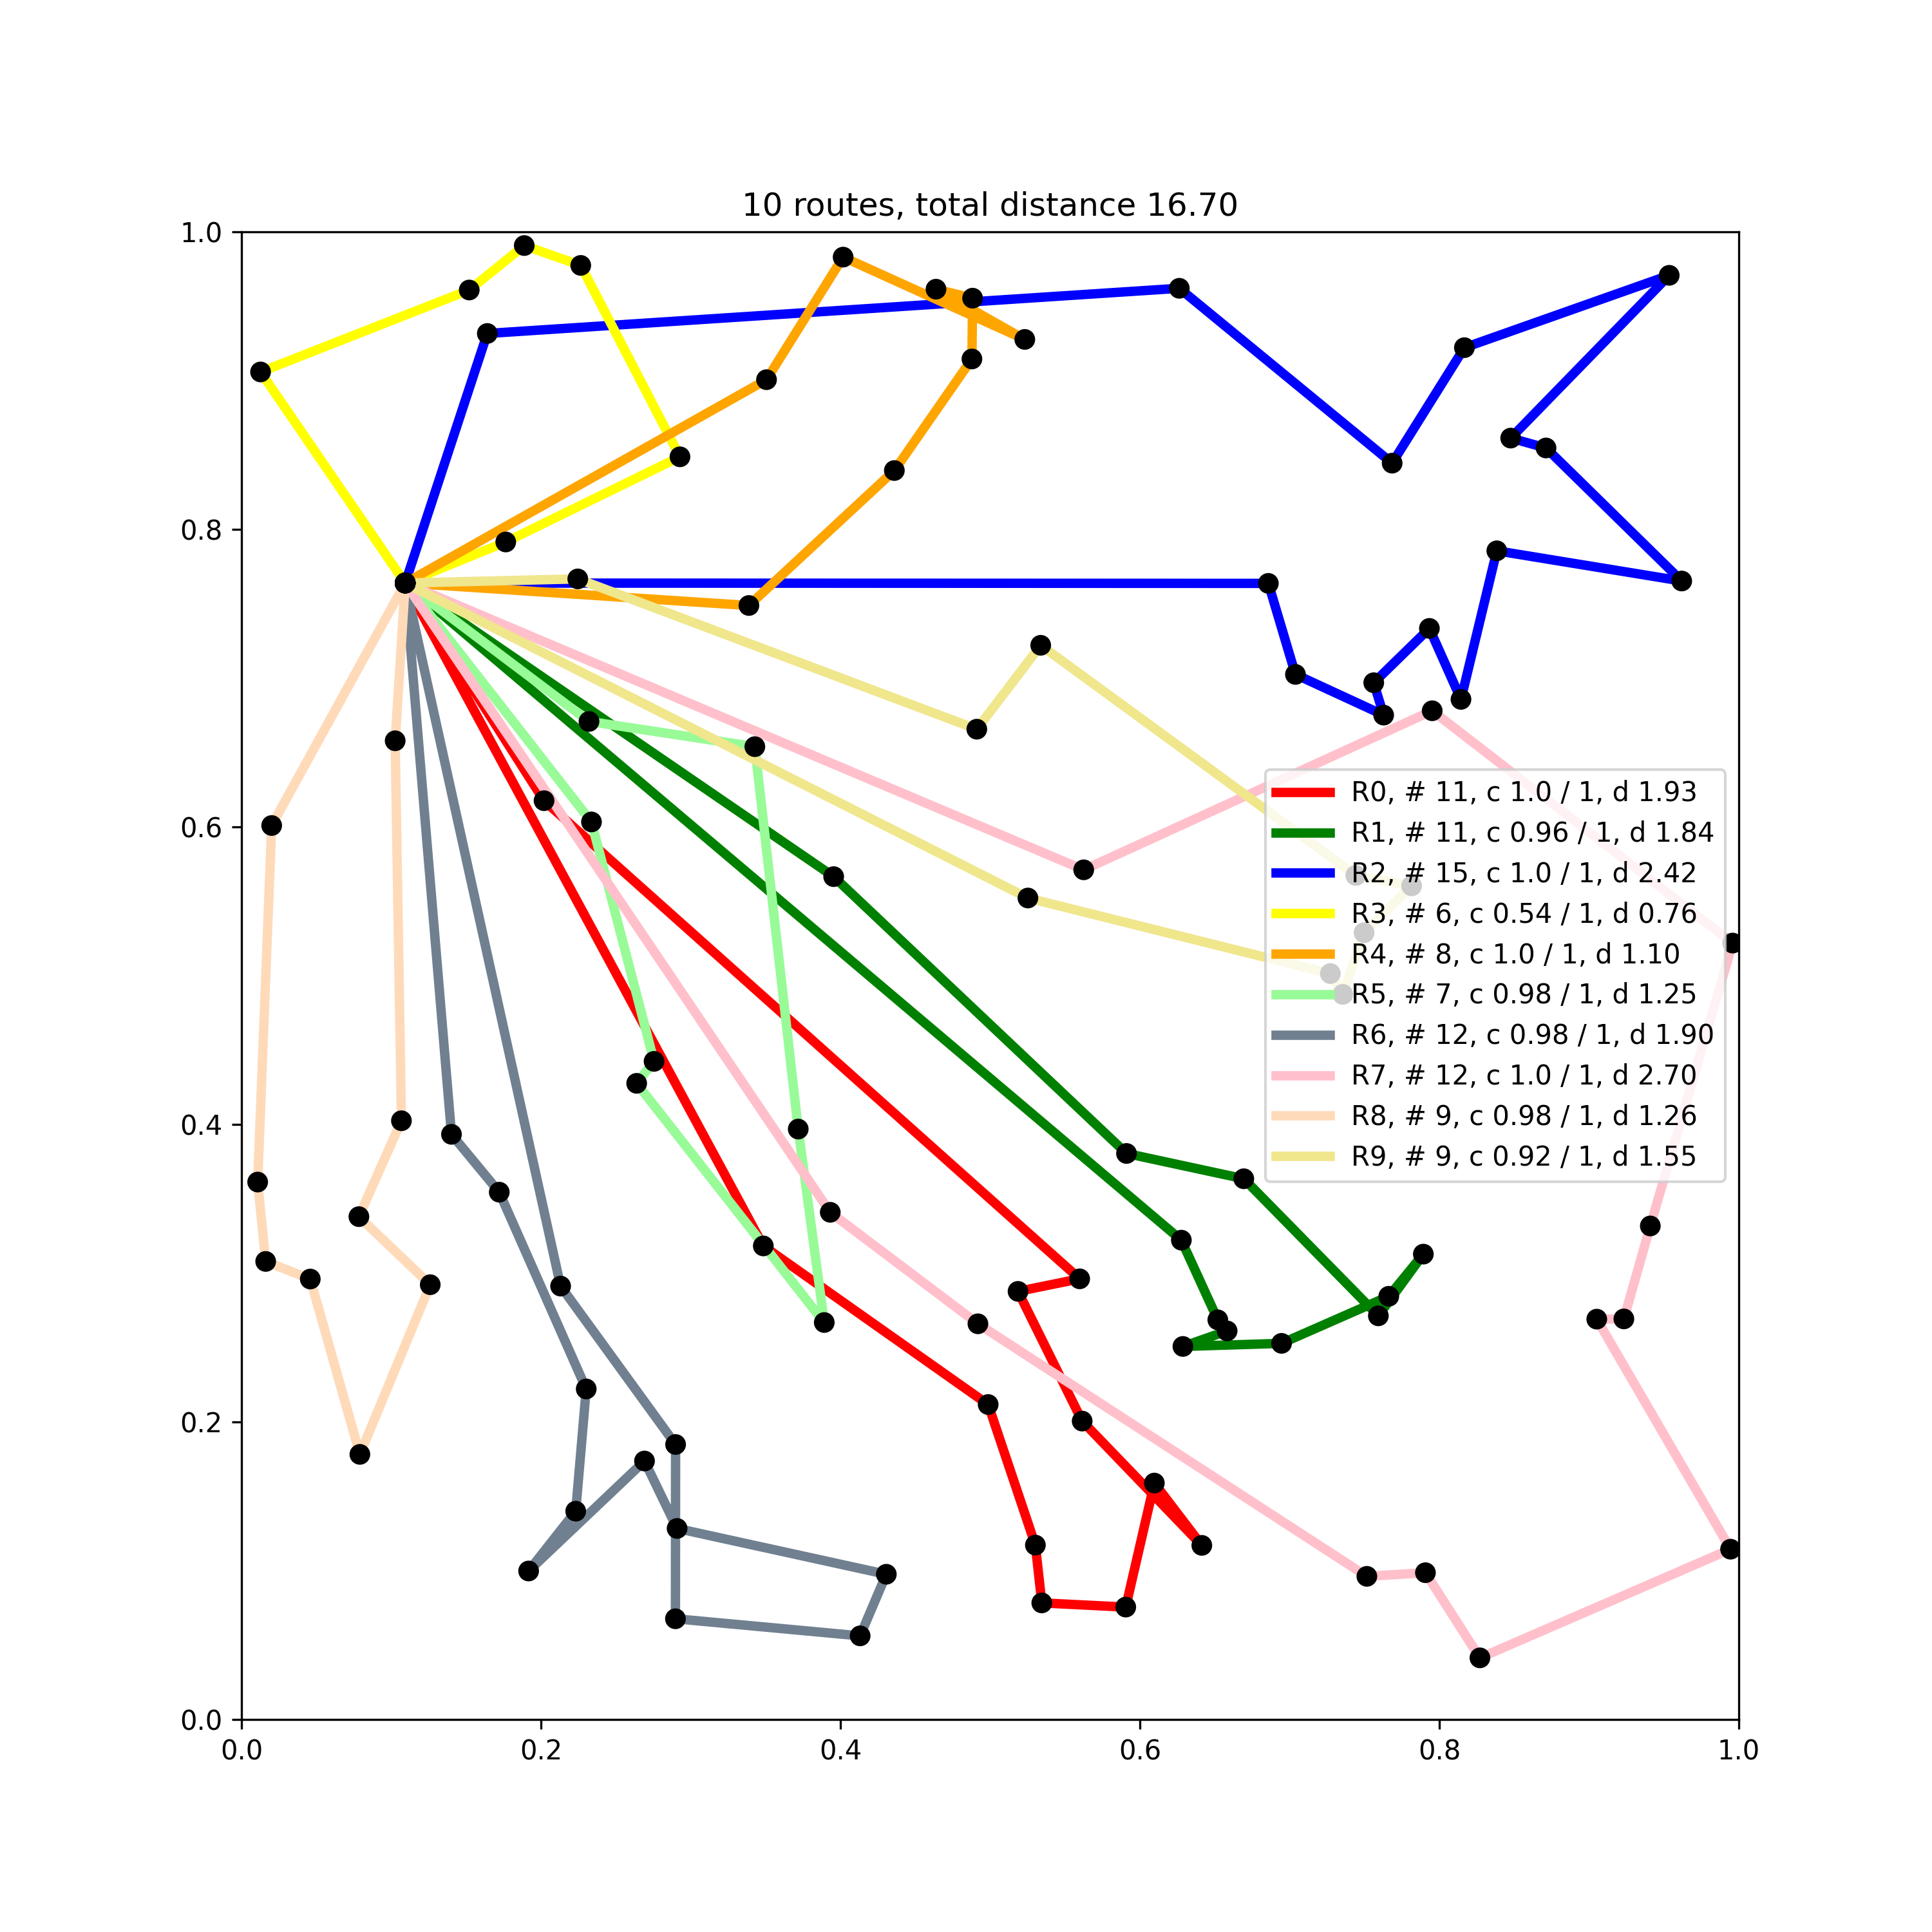 10 routes, total distance 16.70
1.0
0.8
0.6
0.4
0.2
0.0
0.0 0.2 0.4 0.6 0.8 1.0
R0, # 11, c 1.0 / 1, d 1.93
R1, # 11, c 0.96 / 1, d 1.84
R2, # 15, c 1.0 / 1, d 2.42
R3, # 6, c 0.54 / 1, d 0.76
R4, # 8, c 1.0 / 1, d 1.10
R5, # 7, c 0.98 / 1, d 1.25
R6, # 12, c 0.98 / 1, d 1.90
R7, # 12, c 1.0 / 1, d 2.70
R8, # 9, c 0.98 / 1, d 1.26
R9, # 9, c 0.92 / 1, d 1.55